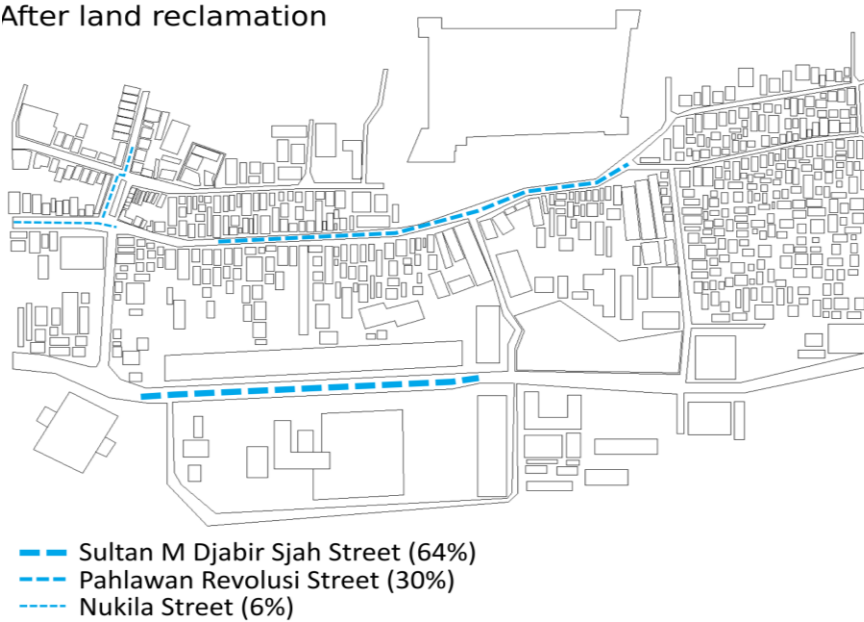 After land reclamation
Sultan M Djabir Sjah Street (64%)
Pahlawan Revolusi Street (30%)
Nukila Street (6%)